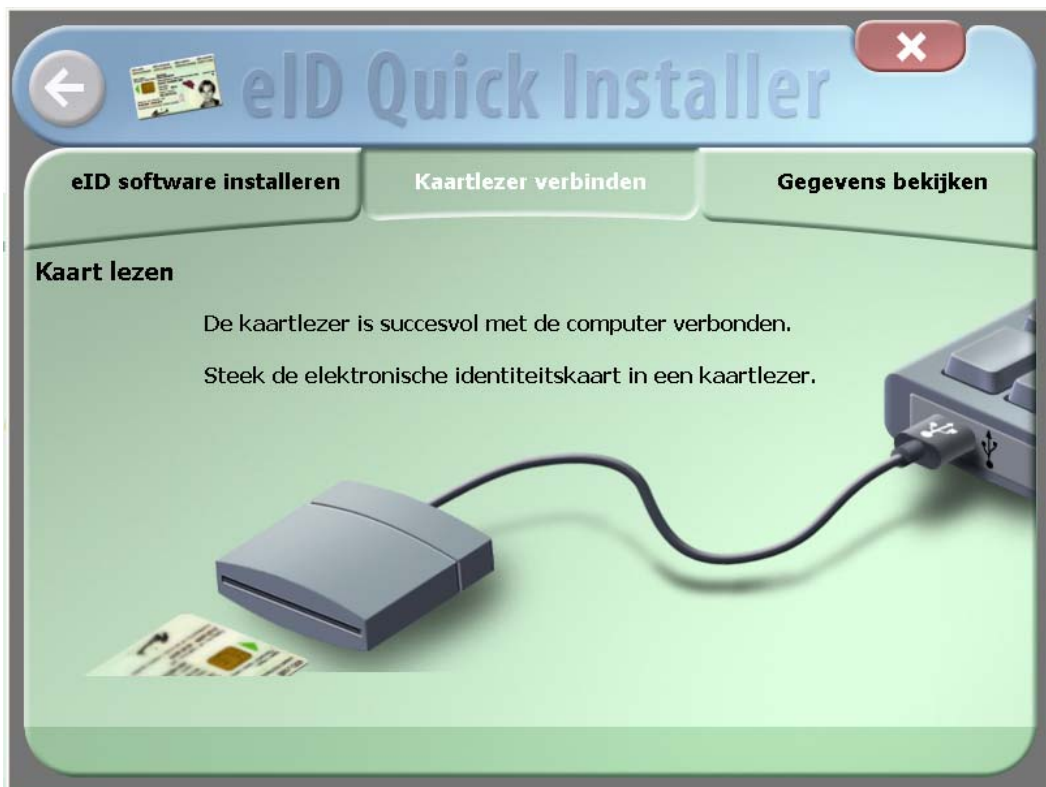 eID Quick Installer
eID software installeren
Kaartlezer verbinden
Gegevens bekijken
Kaart lezen
De kaartlezer is succesvol met de computer verbonden.
Steek de elektronische identiteitskaart in een kaartlezer.